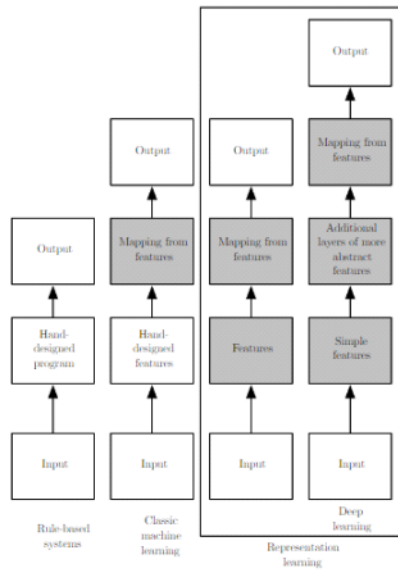 Output
Output
Output
Mapping from
features
Output
Mapping from
features
Mapping from
features
Additional
layers of more
abstract
features
Hand-
designed
program
Hand-
designed
features
Features
Simple
features
Input
Input
Input
Input
Rule-based
systems
Classic
machine
learning
Representation
learning
Deep
learning